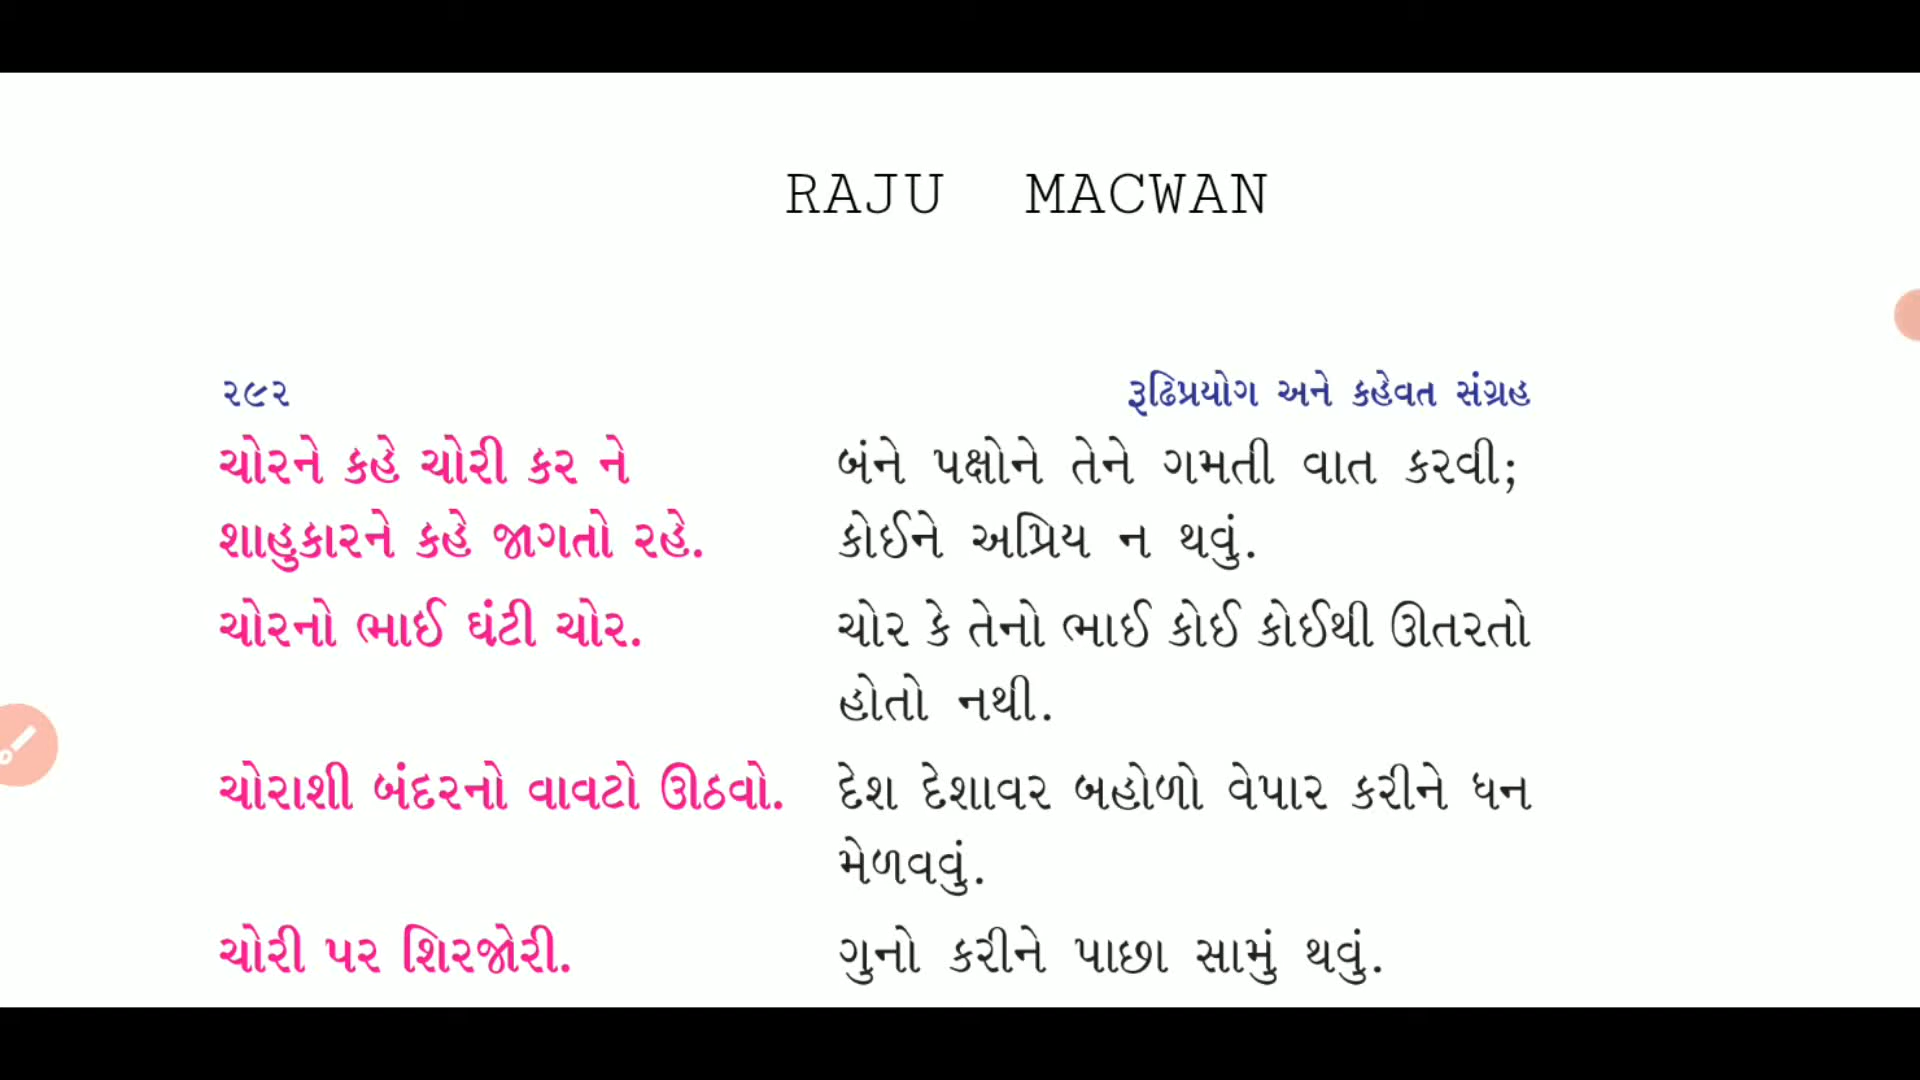 RAJU MACWAN
૨૯૨ રૂઢિપ્રયોગ અને કહેવત સંગ્રહ
ચોરને કહે ચોરી કર ને બંને પક્ષોને તેને ગમતી વાત કરવી;
શાહુકારને કહે જાગતો રહે. કોઈને અપ્રિય ન થવું.
ચોરનો ભાઈ ઘંટી ચોર. ચોર કે તેનો ભાઈ કોઈ કોઈથી ઊતરતો
હોતો નથી.
ચોરાશી બંદરનો વાવટો ઊઠવો. દેશ દેશાવર બહોળો વેપાર કરીને ધન
મેળવવું.
ચોરી પર શિરજોરી. ગુનો કરીને પાછા સામું થવું.